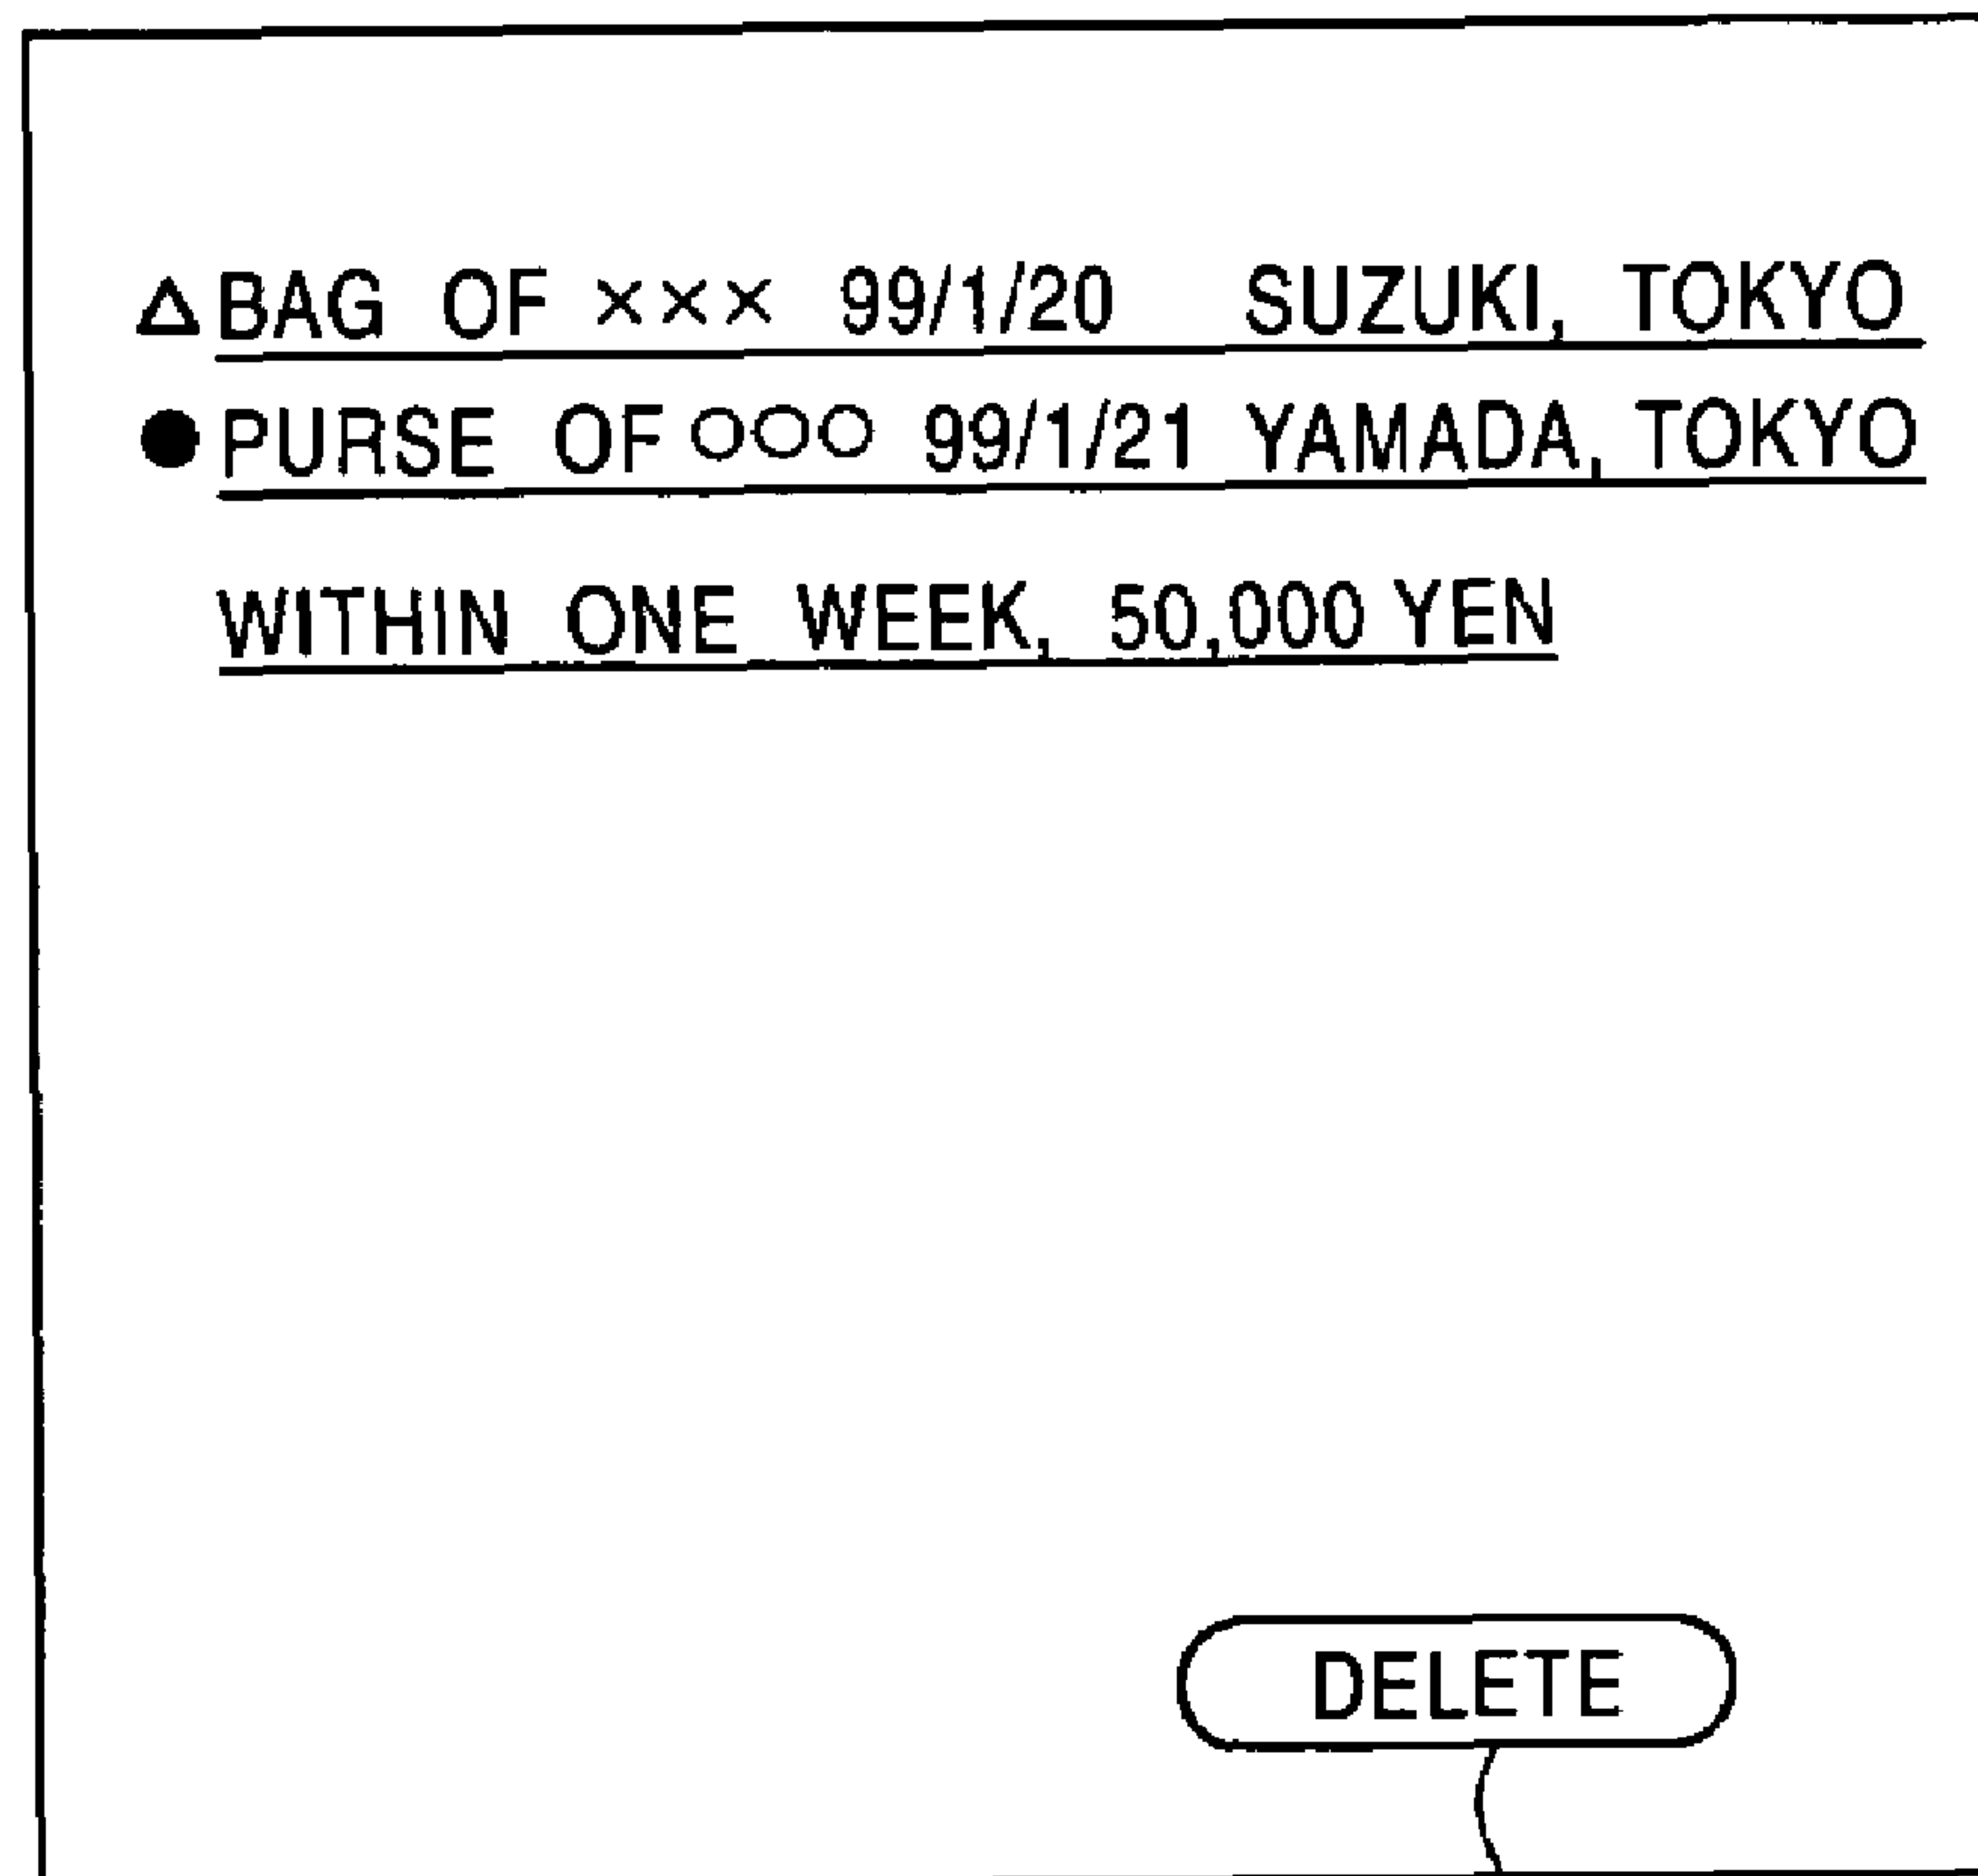 △BAG OF ××× 99/1/20 SUZUKI, TOKYO
●PURSE OF ○○○ 99/1/21 YAMADA, TOKYO
WITHIN ONE WEEK, 50,000 YEN
DELETE